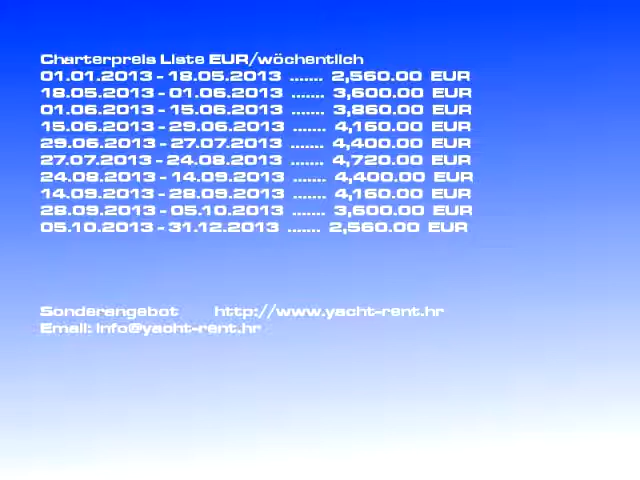 Charterpreis Liste EUR/wöchentlich
01.01.2013 - 18.05.2013 ....... 2,560.00 EUR
18.05.2013 - 01.06.2013 ....... 3,600.00 EUR
01.06.2013 - 15.06.2013 ....... 3,860.00 EUR
15.06.2013 - 29.06.2013 ....... 4,160.00 EUR
29.06.2013 - 27.07.2013 ....... 4,400.00 EUR
27.07.2013 - 24.08.2013 ....... 4,720.00 EUR
24.08.2013 - 14.09.2013 ....... 4,400.00 EUR
14.09.2013 - 28.09.2013 ....... 4,160.00 EUR
28.09.2013 - 05.10.2013 ....... 3,600.00 EUR
05.10.2013 - 31.12.2013 ....... 2,560.00 EUR
Sonderangebot http://www.yacht-rent.hr
Email: info@yacht-rent.hr